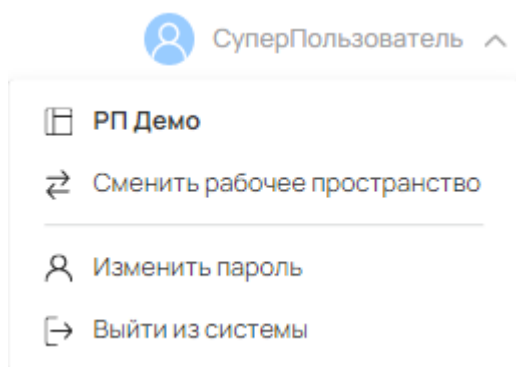 СуперПользователь
РП Демо
Сменить рабочее пространство
Изменить пароль
Выйти из системы